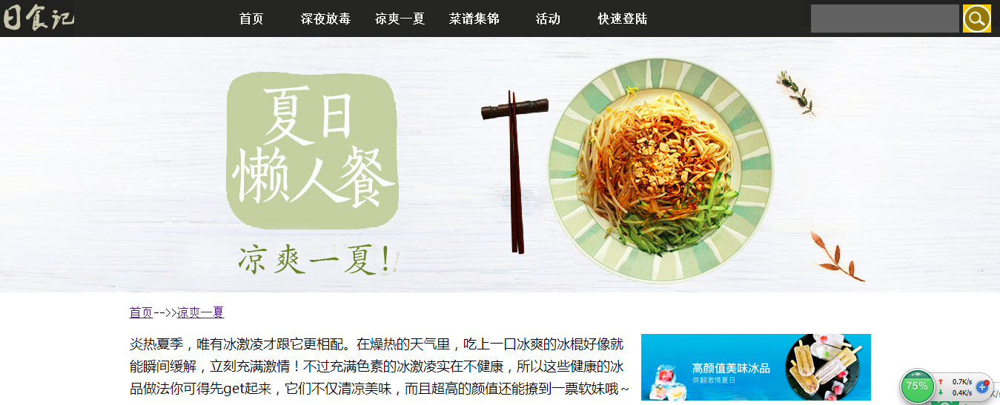 日食记
首页 深夜放毒 凉爽一夏 菜谱集锦 活动 快速登陆
夏日
懒人餐
凉爽一夏！
首页-->>凉爽一夏
炎热夏季，唯有冰激凌才跟它更相配。在燥热的天气里，吃上一口冰爽的冰棍好像就
能瞬间缓解，立刻充满激情！不过充满色素的冰激凌实在不健康，所以这些健康的冰
品做法你可得先get起来，它们不仅清凉美味，而且超高的颜值还能撩到一票软妹哦～
高颜值美味冰品
爽翻激情夏日
75%
0.7K/s
0.4K/s